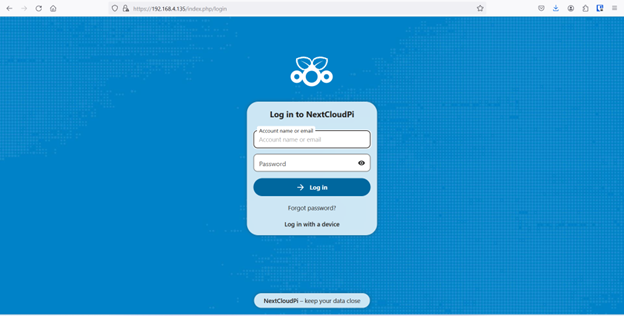 https://192.168.4.135/index.php/login
Log in to NextCloudPi
Account name or email
Account name or email
Password
Log in
Forgot password?
Log in with a device
NextCloudPi – keep your data close